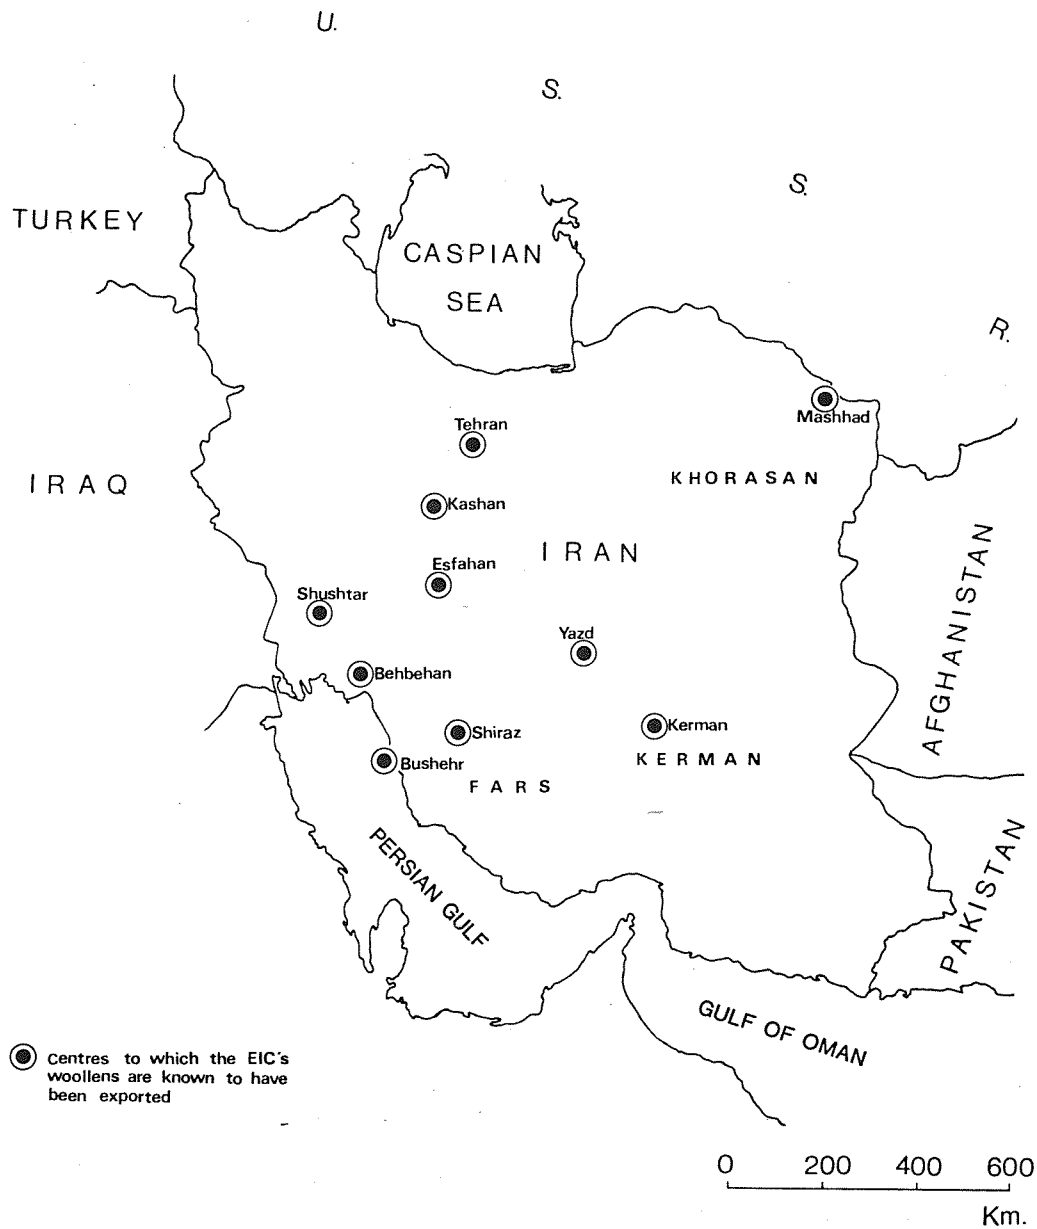 U.
S.
S.
R.
TURKEY
CASPIAN
SEA
Mashhad
Tehran
IRAQ
KHORASAN
Kashan
IRAN
Esfahan
Shushtar
AFGHANISTAN
Yazd
Behbehan
Shiraz
Kerman
KERMAN
Bushehr
FARS
PERSIAN GULF
PAKISTAN
GULF OF OMAN
Centres to which the EIC's
woollens are known to have
been exported
0 200 400 600
Km.